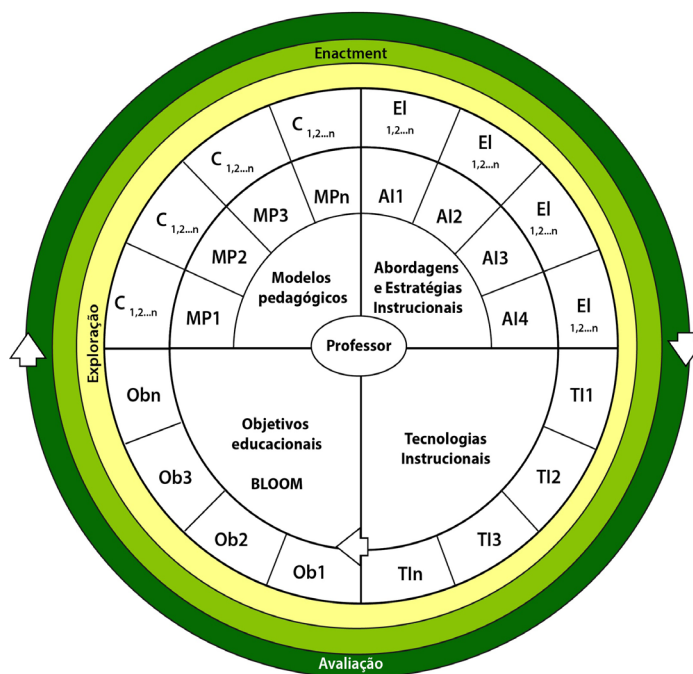 Enactment
C 1,2...n
EI
1,2...n
C 1,2...n
EI
1,2...n
C 1,2...n
EI
1,2...n
C 1,2...n
EI
1,2...n
MP1
MP2
MP3
MPn
AI1
AI2
AI3
AI4
Modelos
pedagógicos
Abordagens
e Estratégias
Instrucionais
Professor
Exploração
Objetivos
educacionais
BLOOM
Tecnologias
Instrucionais
Obn
Ob3
Ob2
Ob1
TI1
TI2
TI3
TIn
Avaliação